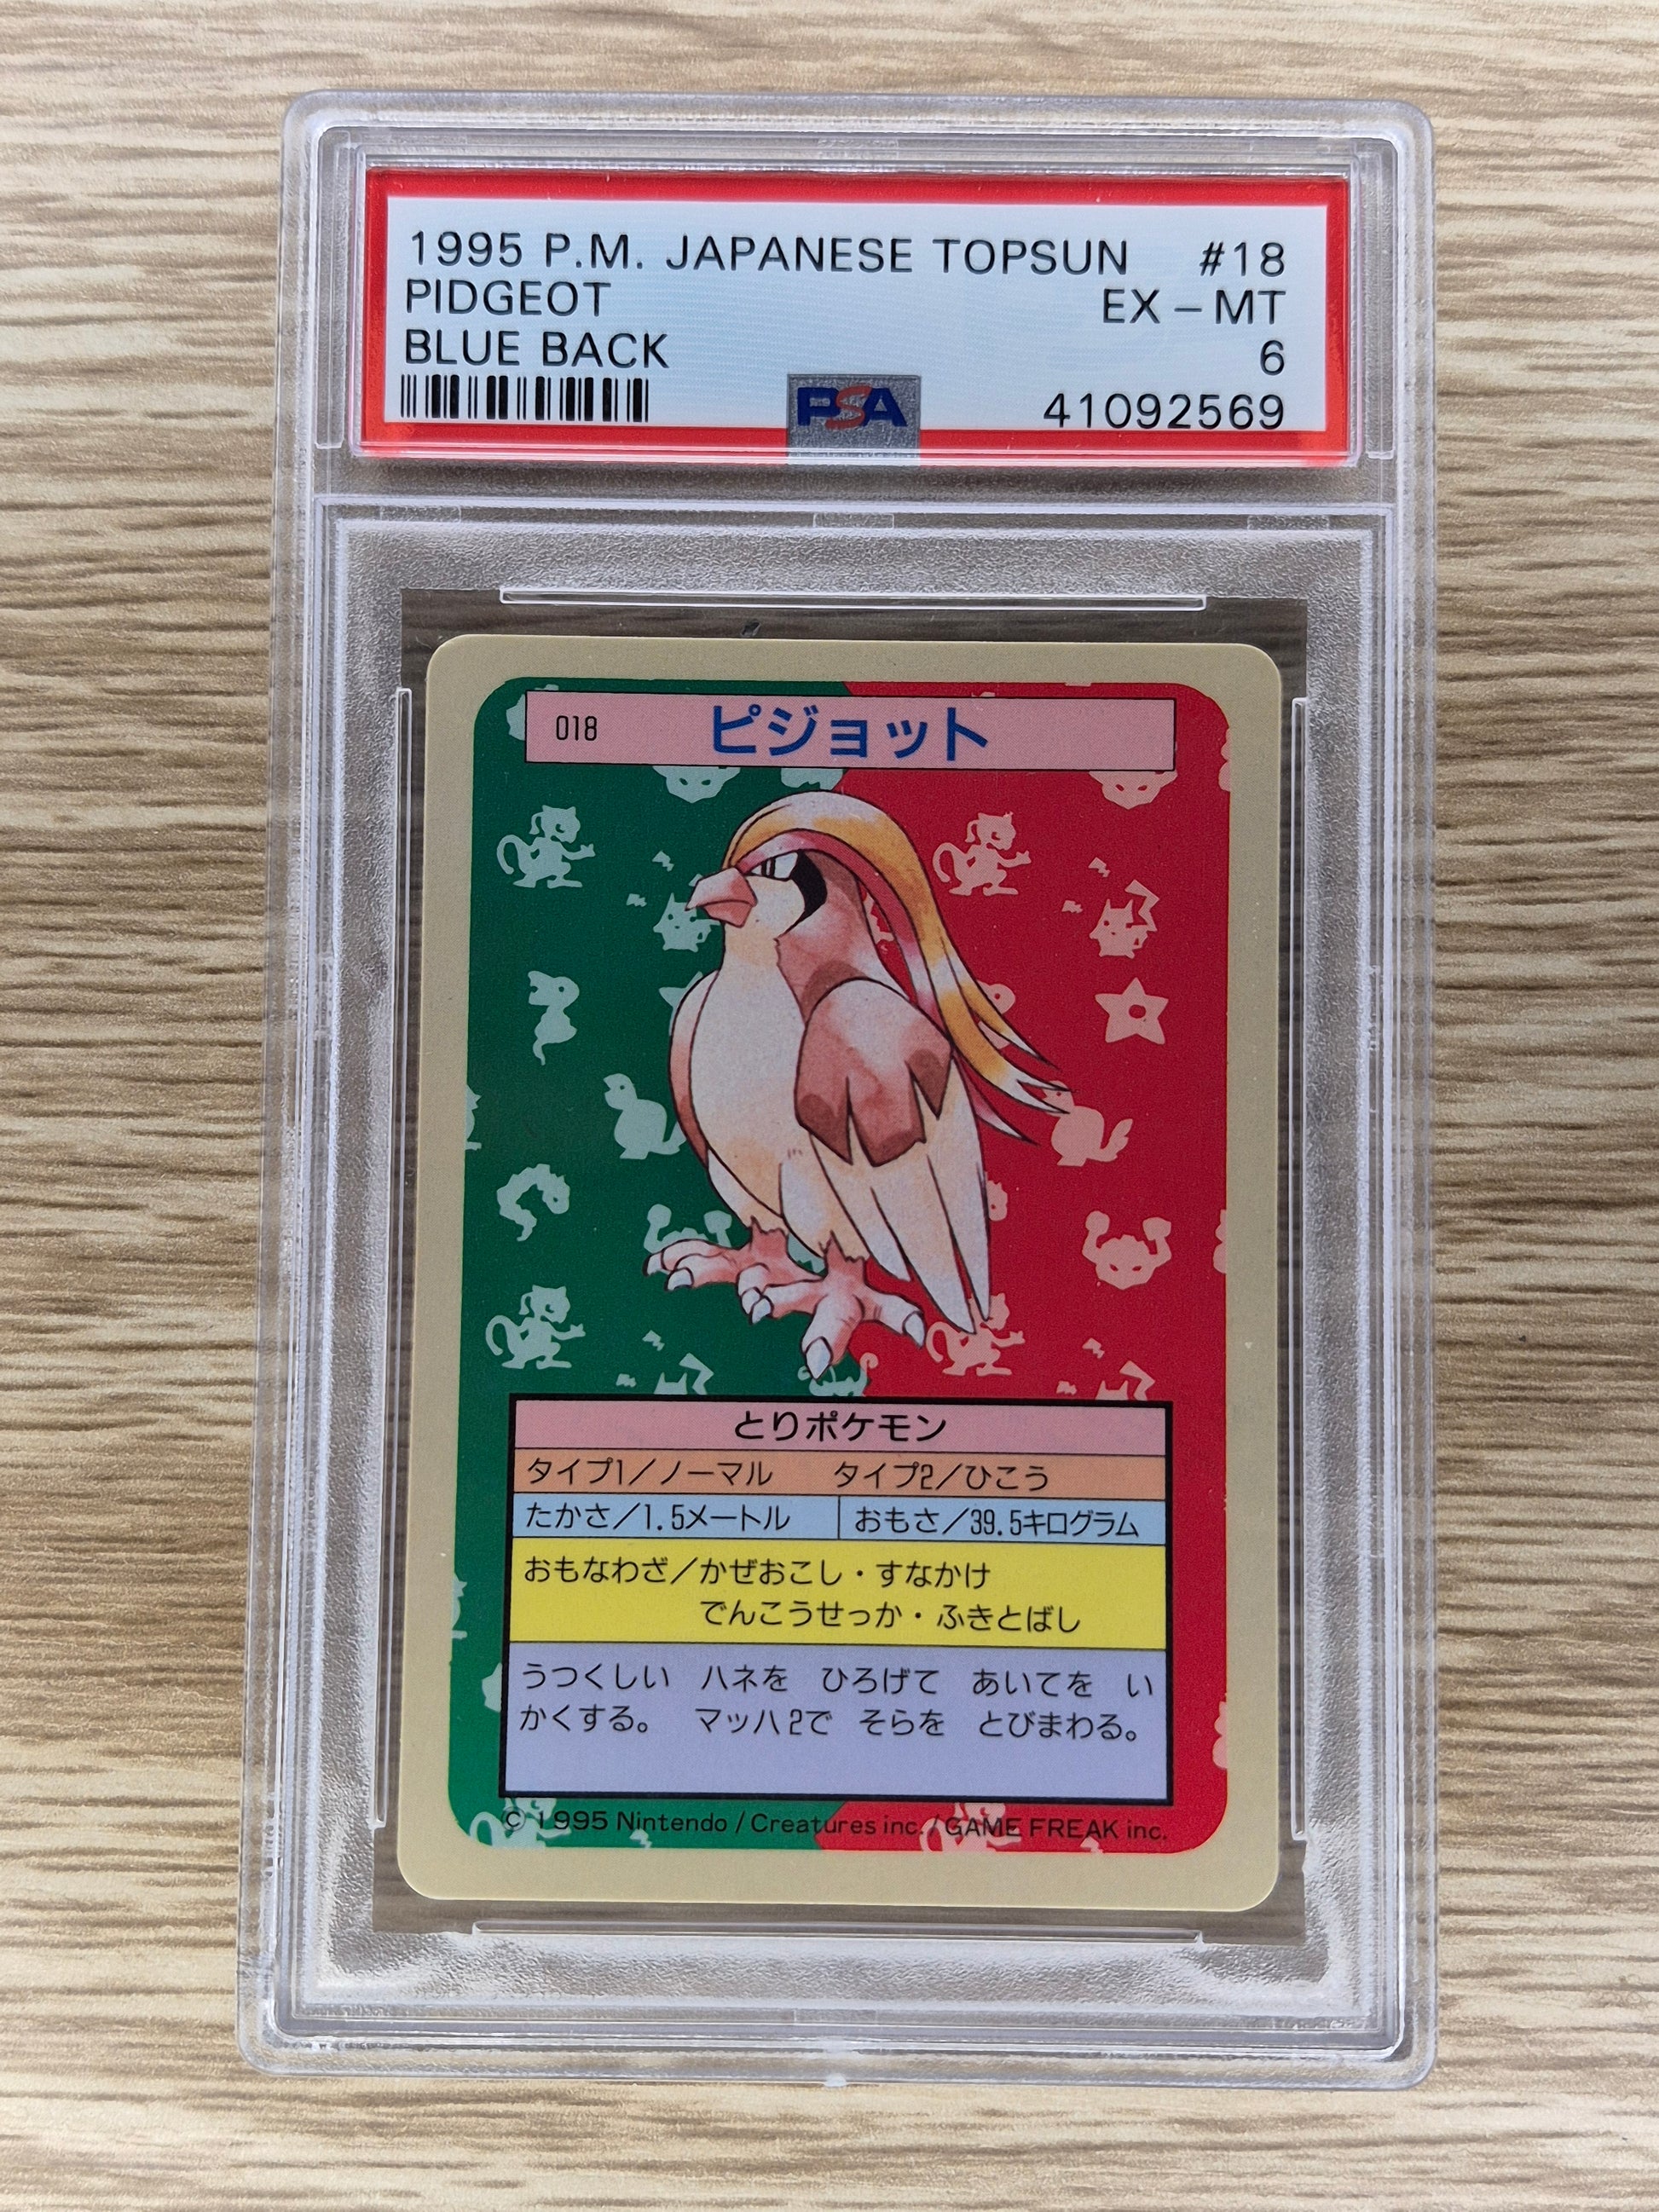 1995 P.M. JAPANESE TOPSUN #18
PIDGEOT EX - MT
BLUE BACK 6
PSA 41092569
018 ピジョット
とりポケモン
タイプ1/ノーマル タイプ2/ひこう
たかさ/1.5メートル おもさ/39.5キログラム
おもなわざ/かぜおこし・すなかけ
でんこうせっか・ふきとばし
うつくしい ハネを ひろげて あいてを い
かくする。 マッハ2で そらを とびまわる。
© 1995 Nintendo / Creatures inc. / GAME FREAK inc.